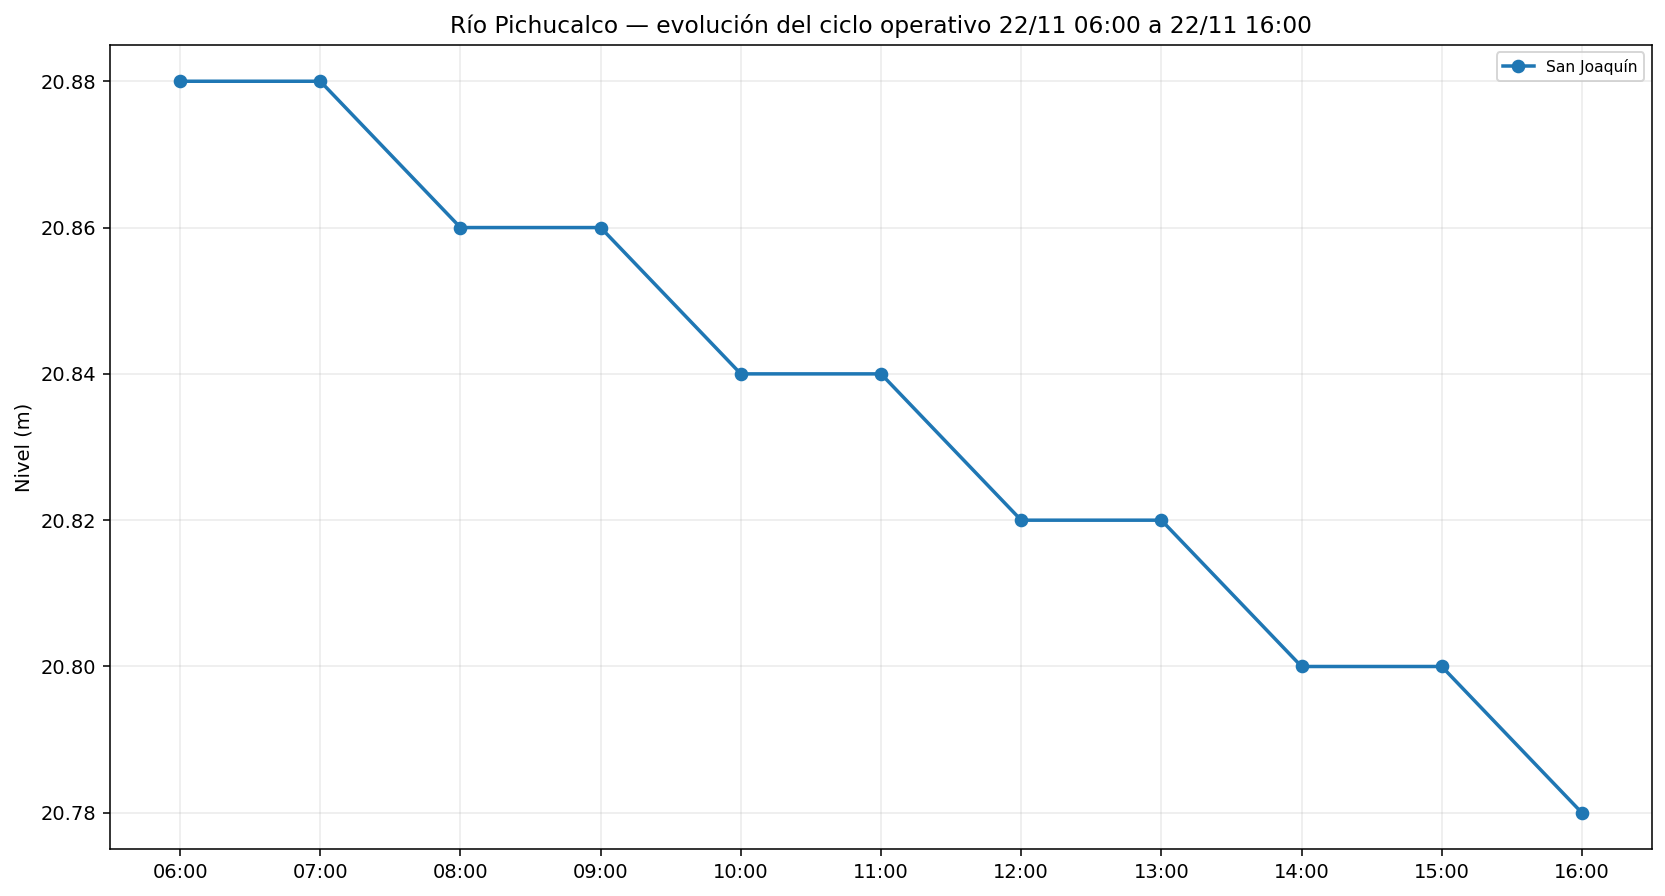 Río Pichucalco — evolución del ciclo operativo 22/11 06:00 a 22/11 16:00
San Joaquín
Nivel (m)
20.88
20.86
20.84
20.82
20.80
20.78
06:00 07:00 08:00 09:00 10:00 11:00 12:00 13:00 14:00 15:00 16:00